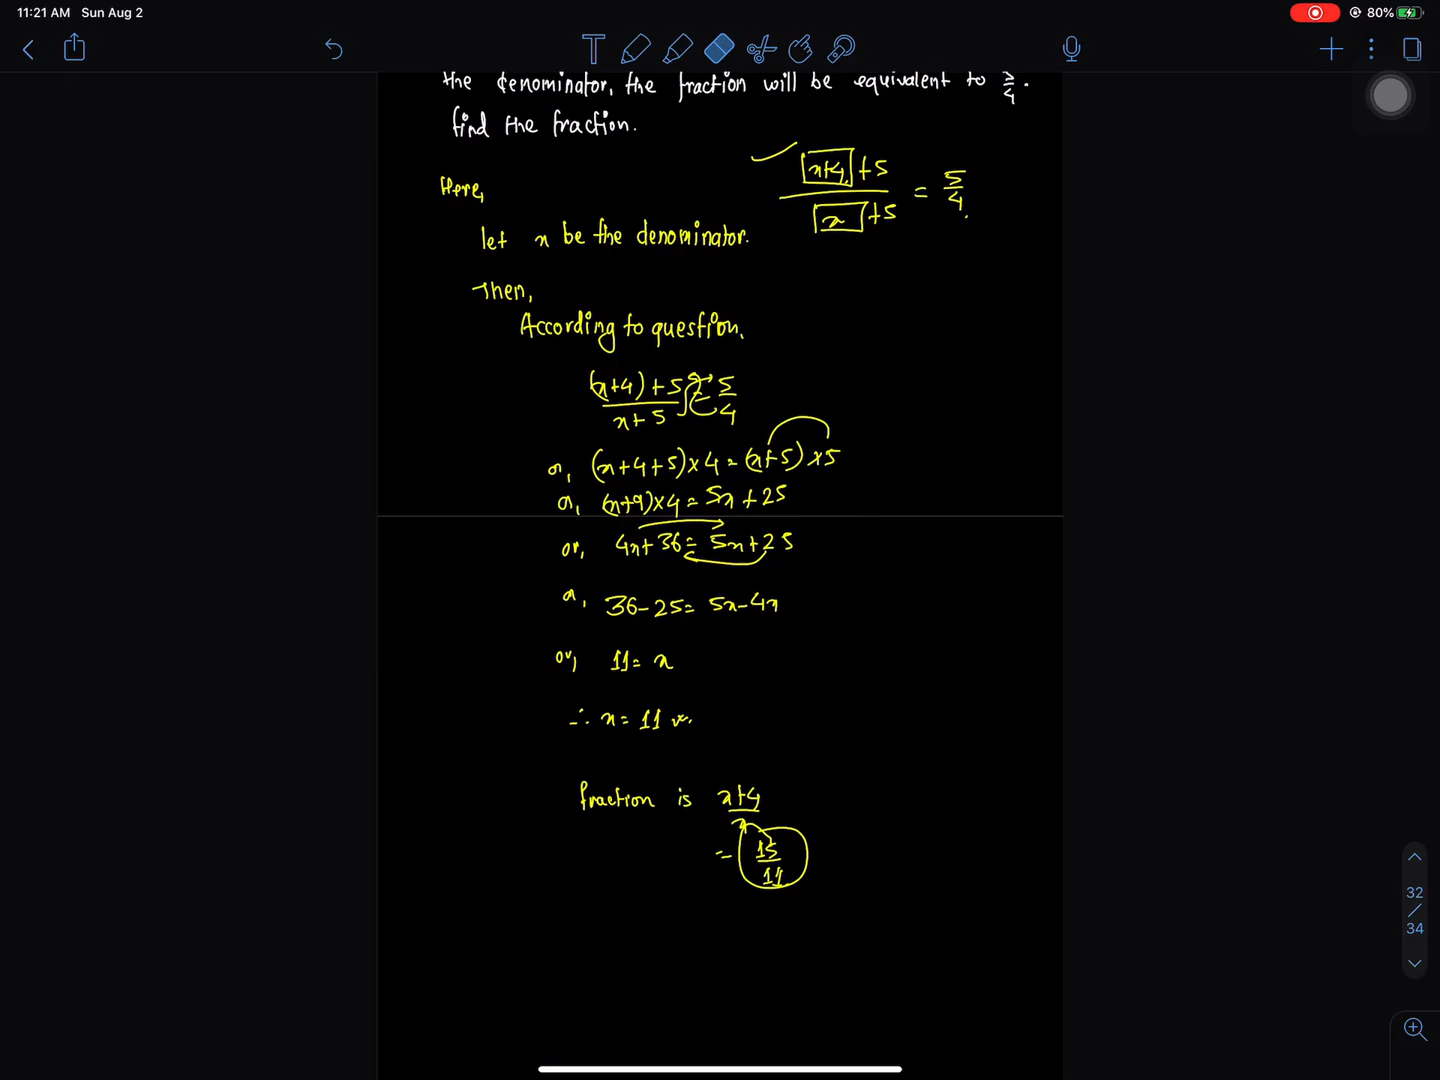 11:21 AM Sun Aug 2
80%
the denominator, the fraction will be equivalent to 5/4.
find the fraction.
(x+4)+5 / x+5 = 5/4.
Here,
let x be the denominator.
Then,
According to question,
(x+4)+5 / x+5 = 5/4
or, (x+4+5)×4=(x+5)×5
or, (x+9)×4=5x+25
or, 4x+36=5x+25
or, 36-25=5x-4x
or, 11=x
∴ x=11
fraction is x+4 / x
= 15/11
32
/
34